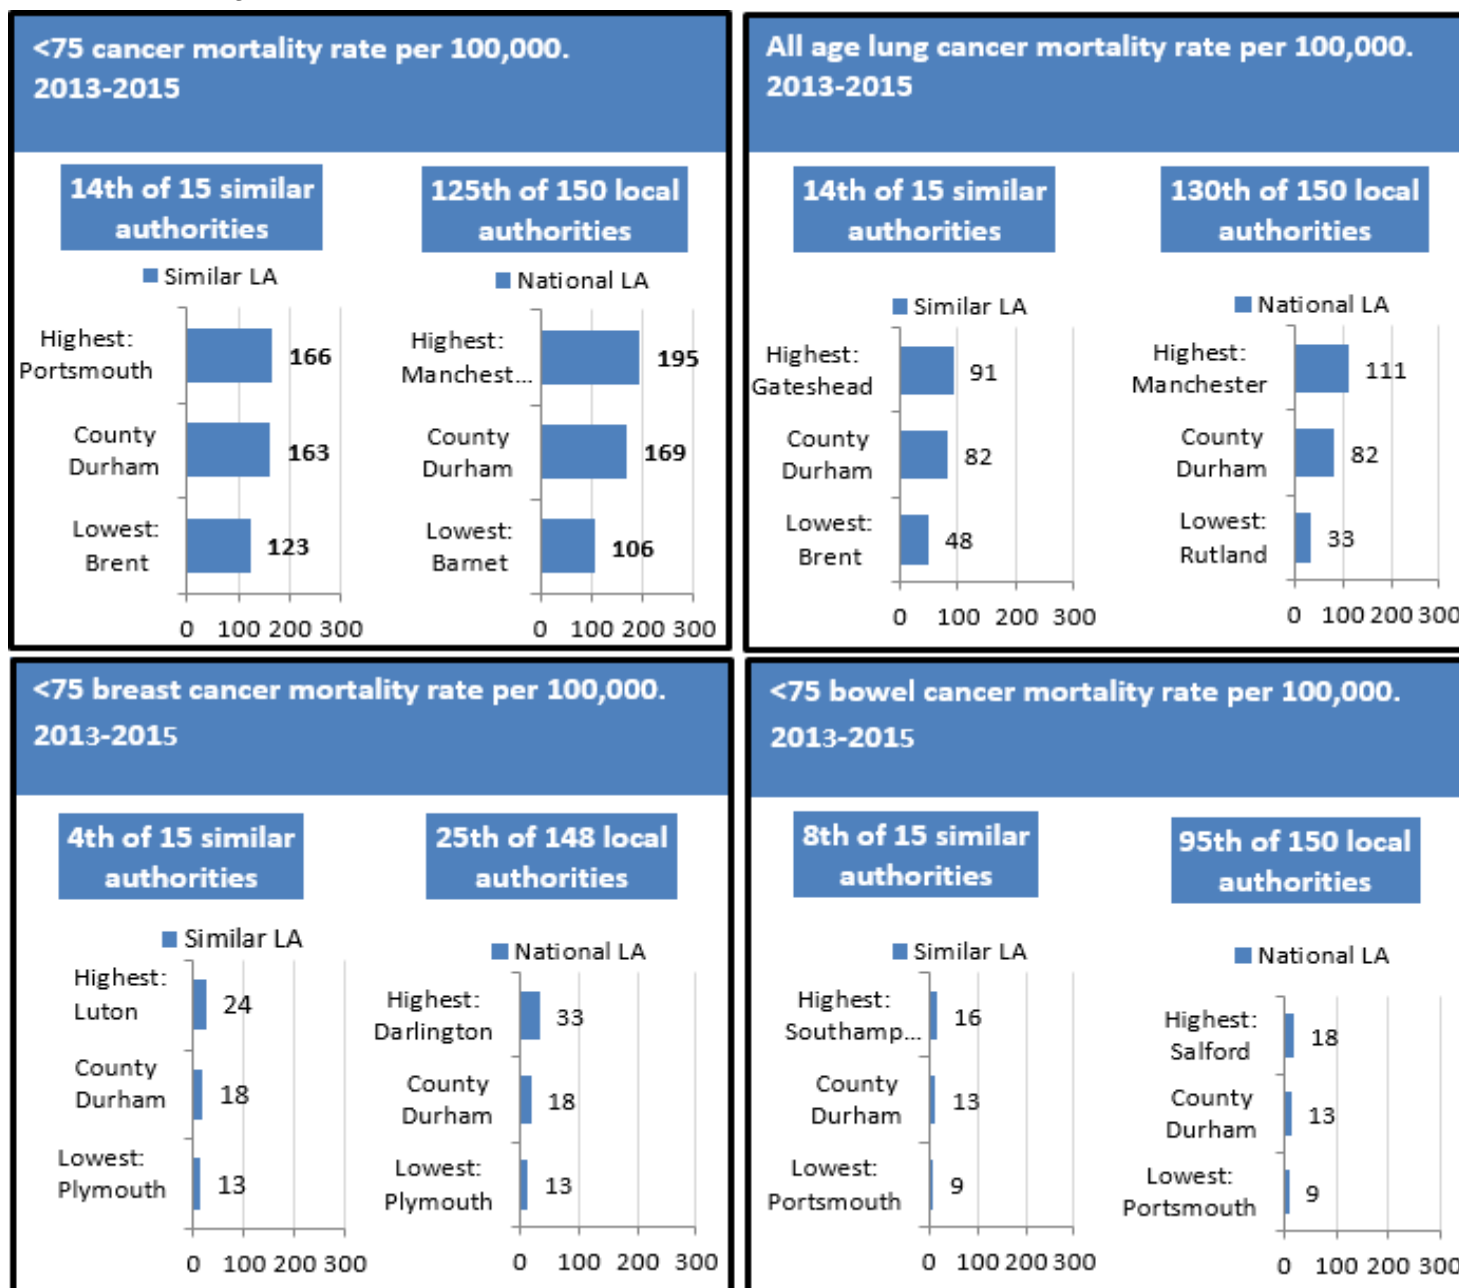 <75 cancer mortality rate per 100,000.
2013-2015
14th of 15 similar
authorities
125th of 150 local
authorities
Similar LA
Highest:
Portsmouth
166
County
Durham
163
Lowest:
Brent
123
0 100 200 300
National LA
Highest:
Manchest...
195
County
Durham
169
Lowest:
Barnet
106
0 100 200 300
All age lung cancer mortality rate per 100,000.
2013-2015
14th of 15 similar
authorities
130th of 150 local
authorities
Similar LA
Highest:
Gateshead
91
County
Durham
82
Lowest:
Brent
48
0 100 200 300
National LA
Highest:
Manchester
111
County
Durham
82
Lowest:
Rutland
33
0 100 200 300
<75 breast cancer mortality rate per 100,000.
2013-2015
4th of 15 similar
authorities
25th of 148 local
authorities
Similar LA
Highest:
Luton
24
County
Durham
18
Lowest:
Plymouth
13
0 100 200 300
National LA
Highest:
Darlington
33
County
Durham
18
Lowest:
Plymouth
13
0 100 200 300
<75 bowel cancer mortality rate per 100,000.
2013-2015
8th of 15 similar
authorities
95th of 150 local
authorities
Similar LA
Highest:
Southamp...
16
County
Durham
13
Lowest:
Portsmouth
9
0 100 200 300
National LA
Highest:
Salford
18
County
Durham
13
Lowest:
Portsmouth
9
0 100 200 300